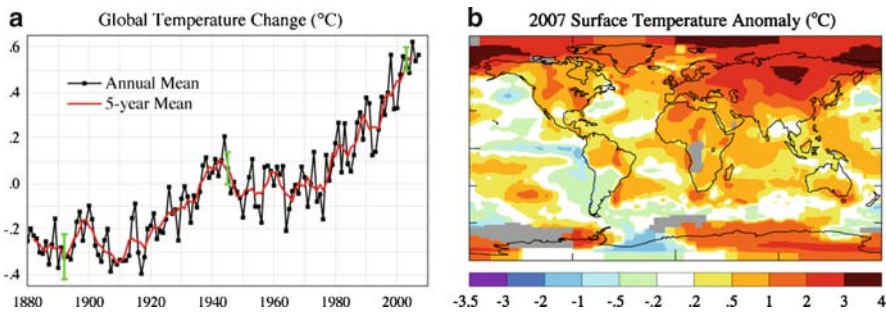 a
Global Temperature Change (°C)
.6
.4
.2
.0
-.2
-.4
Annual Mean
5-year Mean
1880 1900 1920 1940 1960 1980 2000
b
2007 Surface Temperature Anomaly (°C)
-3.5 -3 -2 -1 -.5 -.2 .2 .5 1 2 3 4